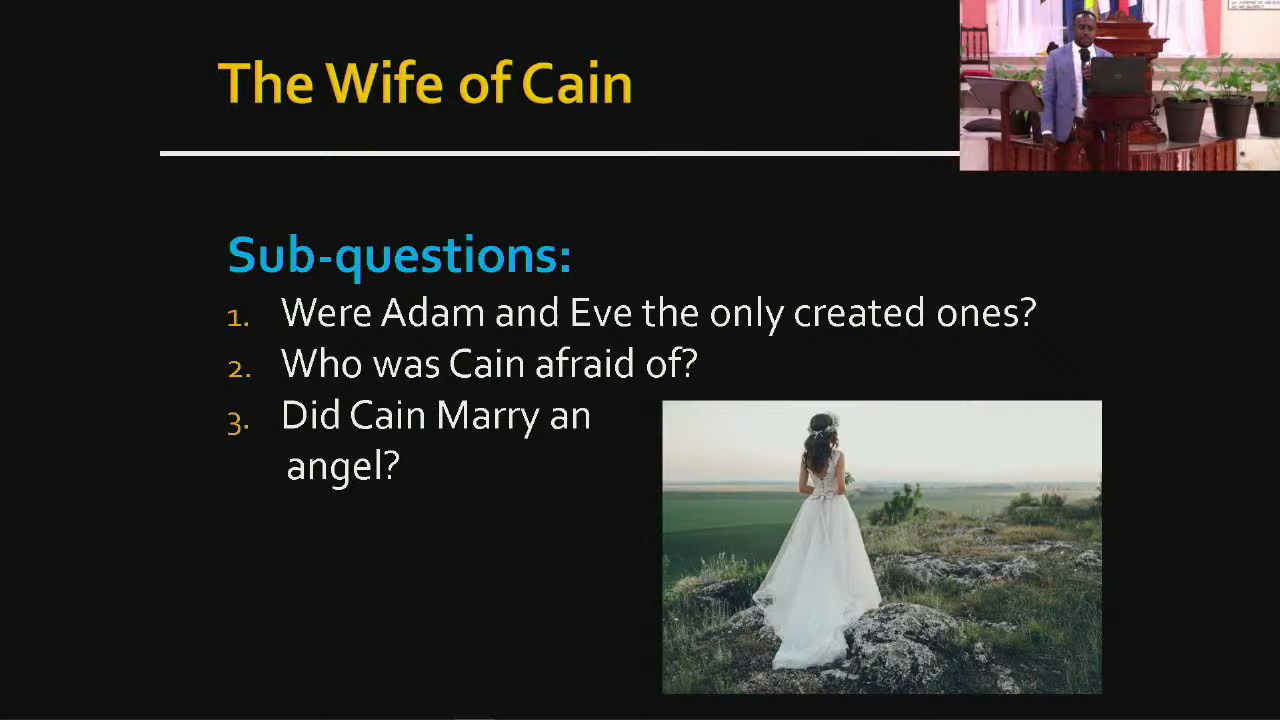 The Wife of Cain
Sub-questions:
1. Were Adam and Eve the only created ones?
2. Who was Cain afraid of?
3. Did Cain Marry an
angel?